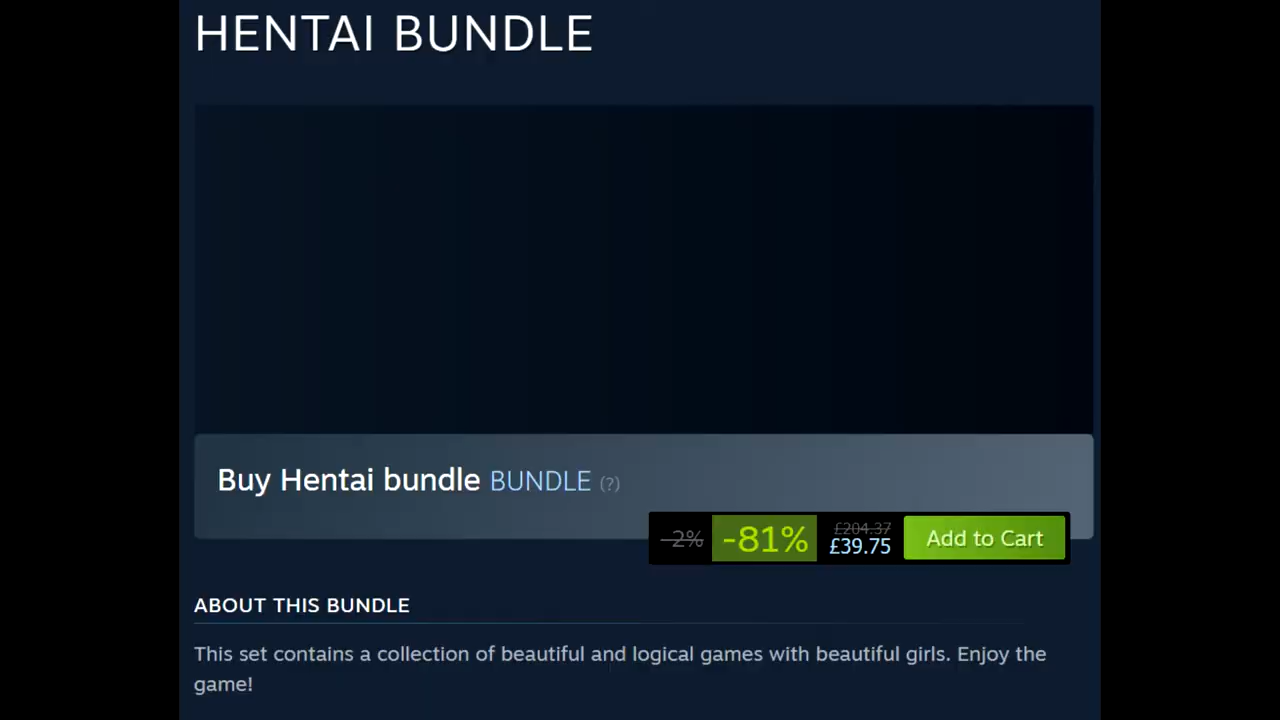 HENTAI BUNDLE
Buy Hentai bundle BUNDLE (?)
-2% -81% £204.37 £39.75 Add to Cart
ABOUT THIS BUNDLE
This set contains a collection of beautiful and logical games with beautiful girls. Enjoy the
game!